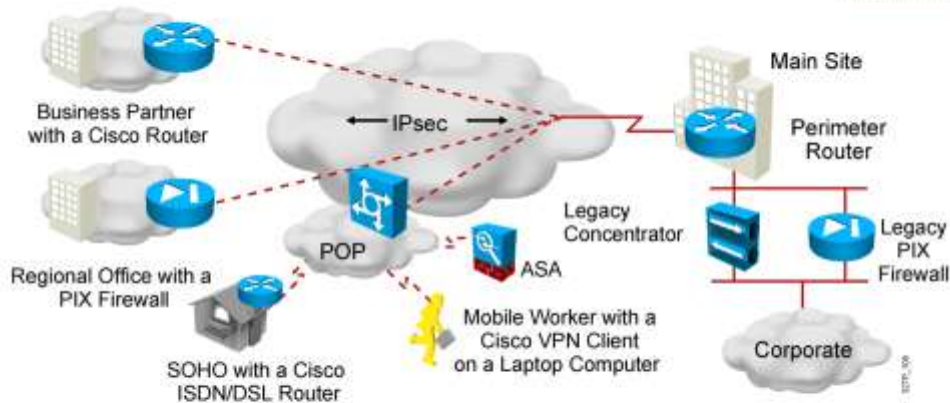 Business Partner
with a Cisco Router
IPsec
Main Site
Perimeter
Router
Regional Office with a
PIX Firewall
POP
Legacy
Concentrator
ASA
Legacy
PIX
Firewall
SOHO with a Cisco
ISDN/DSL Router
Mobile Worker with a
Cisco VPN Client
on a Laptop Computer
Corporate